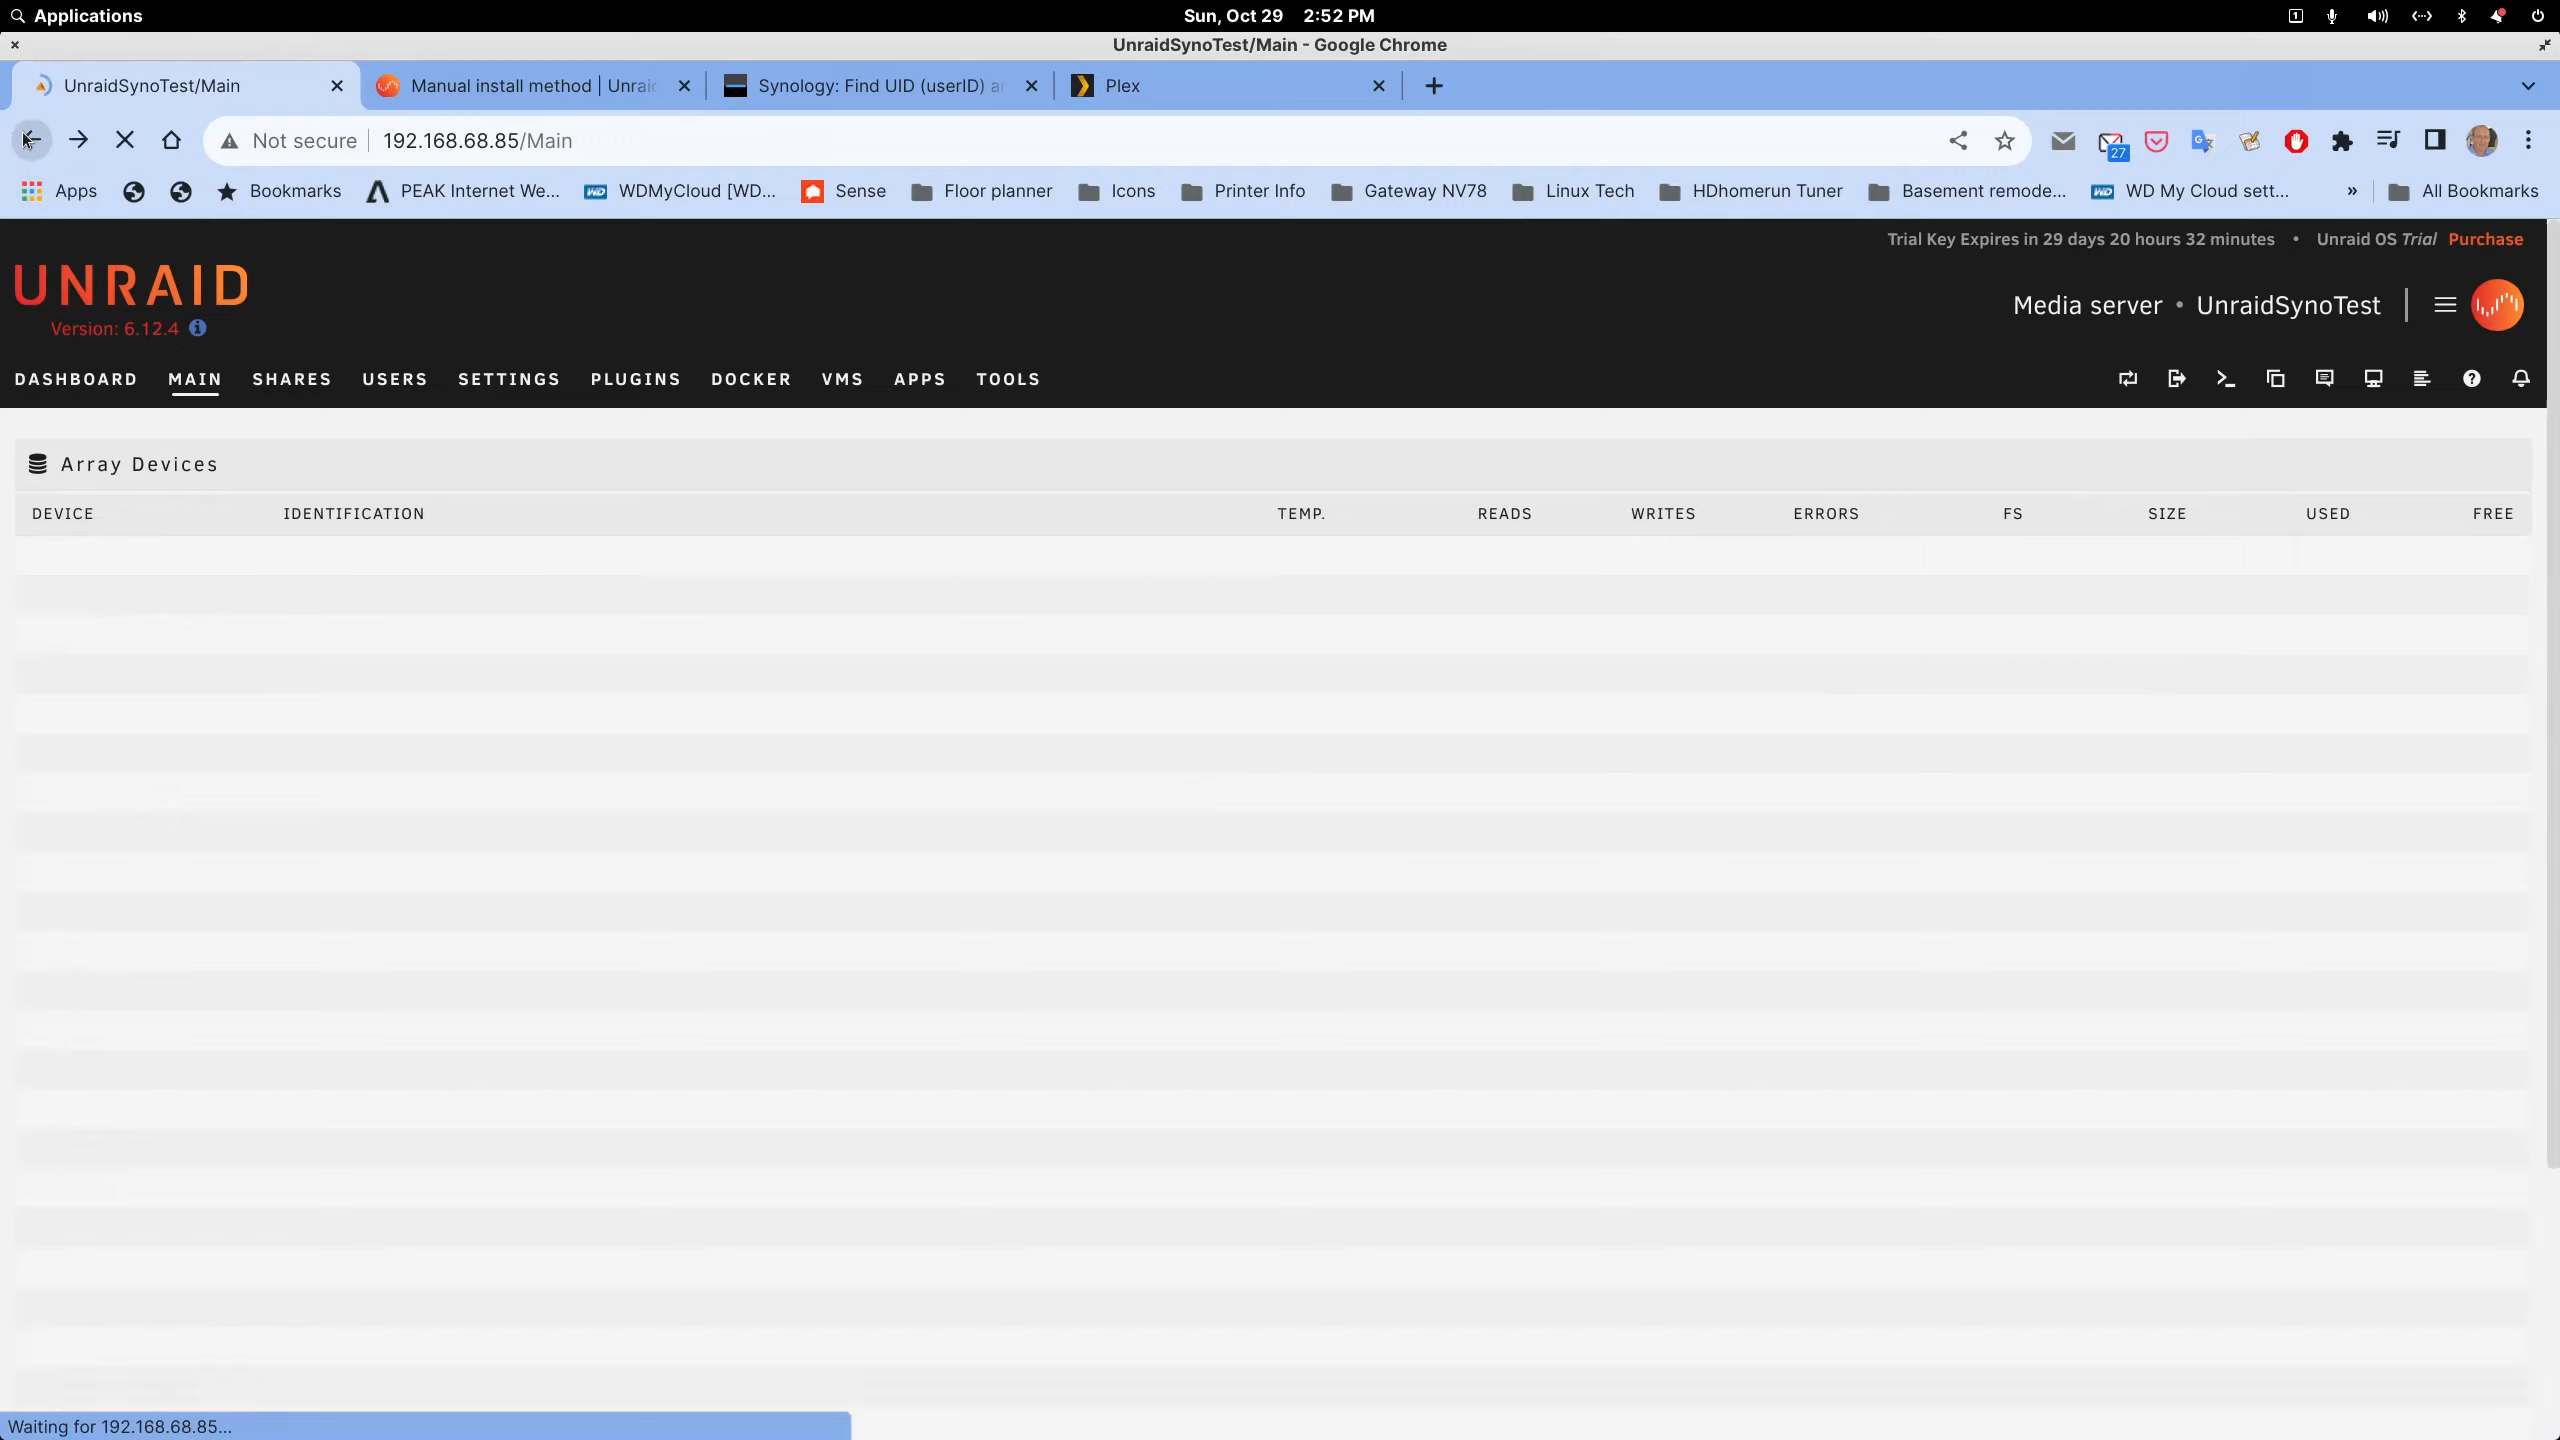 Applications
Sun, Oct 29 2:52 PM
UnraidSynoTest/Main - Google Chrome
UnraidSynoTest/Main
Manual install method | Unrai
Synology: Find UID (userID) a
Plex
Not secure
192.168.68.85/Main
27
Apps
Bookmarks
PEAK Internet We...
WDMyCloud [WD...
Sense
Floor planner
Icons
Printer Info
Gateway NV78
Linux Tech
HDhomerun Tuner
Basement remode...
WD My Cloud sett...
»
All Bookmarks
Trial Key Expires in 29 days 20 hours 32 minutes • Unraid OS Trial Purchase
UNRAID
Version: 6.12.4
Media server • UnraidSynoTest
DASHBOARD MAIN SHARES USERS SETTINGS PLUGINS DOCKER VMS APPS TOOLS
Array Devices
DEVICE IDENTIFICATION TEMP. READS WRITES ERRORS FS SIZE USED FREE
Waiting for 192.168.68.85...